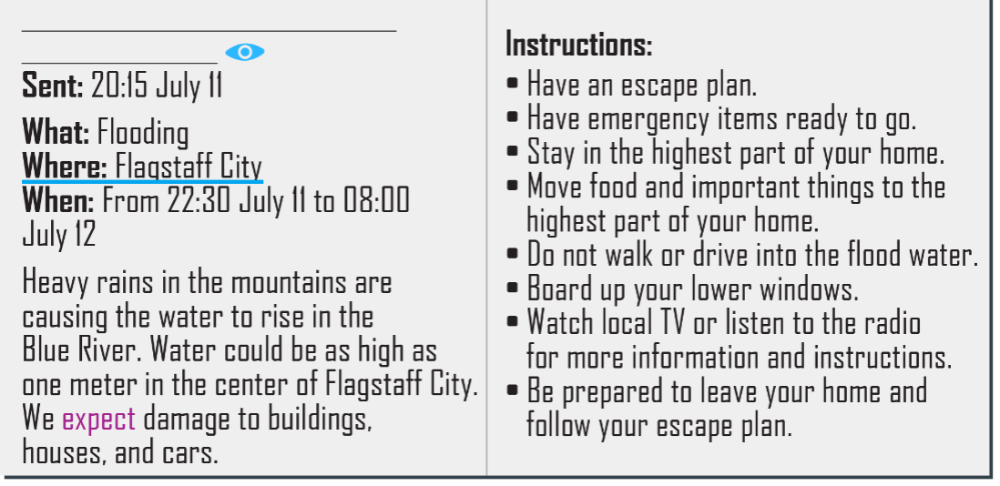 Sent: 20:15 July 11
What: Flooding
Where: Flagstaff City
When: From 22:30 July 11 to 08:00
July 12
Heavy rains in the mountains are
causing the water to rise in the
Blue River. Water could be as high as
one meter in the center of Flagstaff City.
We expect damage to buildings,
houses, and cars.
Instructions:
• Have an escape plan.
• Have emergency items ready to go.
• Stay in the highest part of your home.
• Move food and important things to the
highest part of your home.
• Do not walk or drive into the flood water.
• Board up your lower windows.
• Watch local TV or listen to the radio
for more information and instructions.
• Be prepared to leave your home and
follow your escape plan.